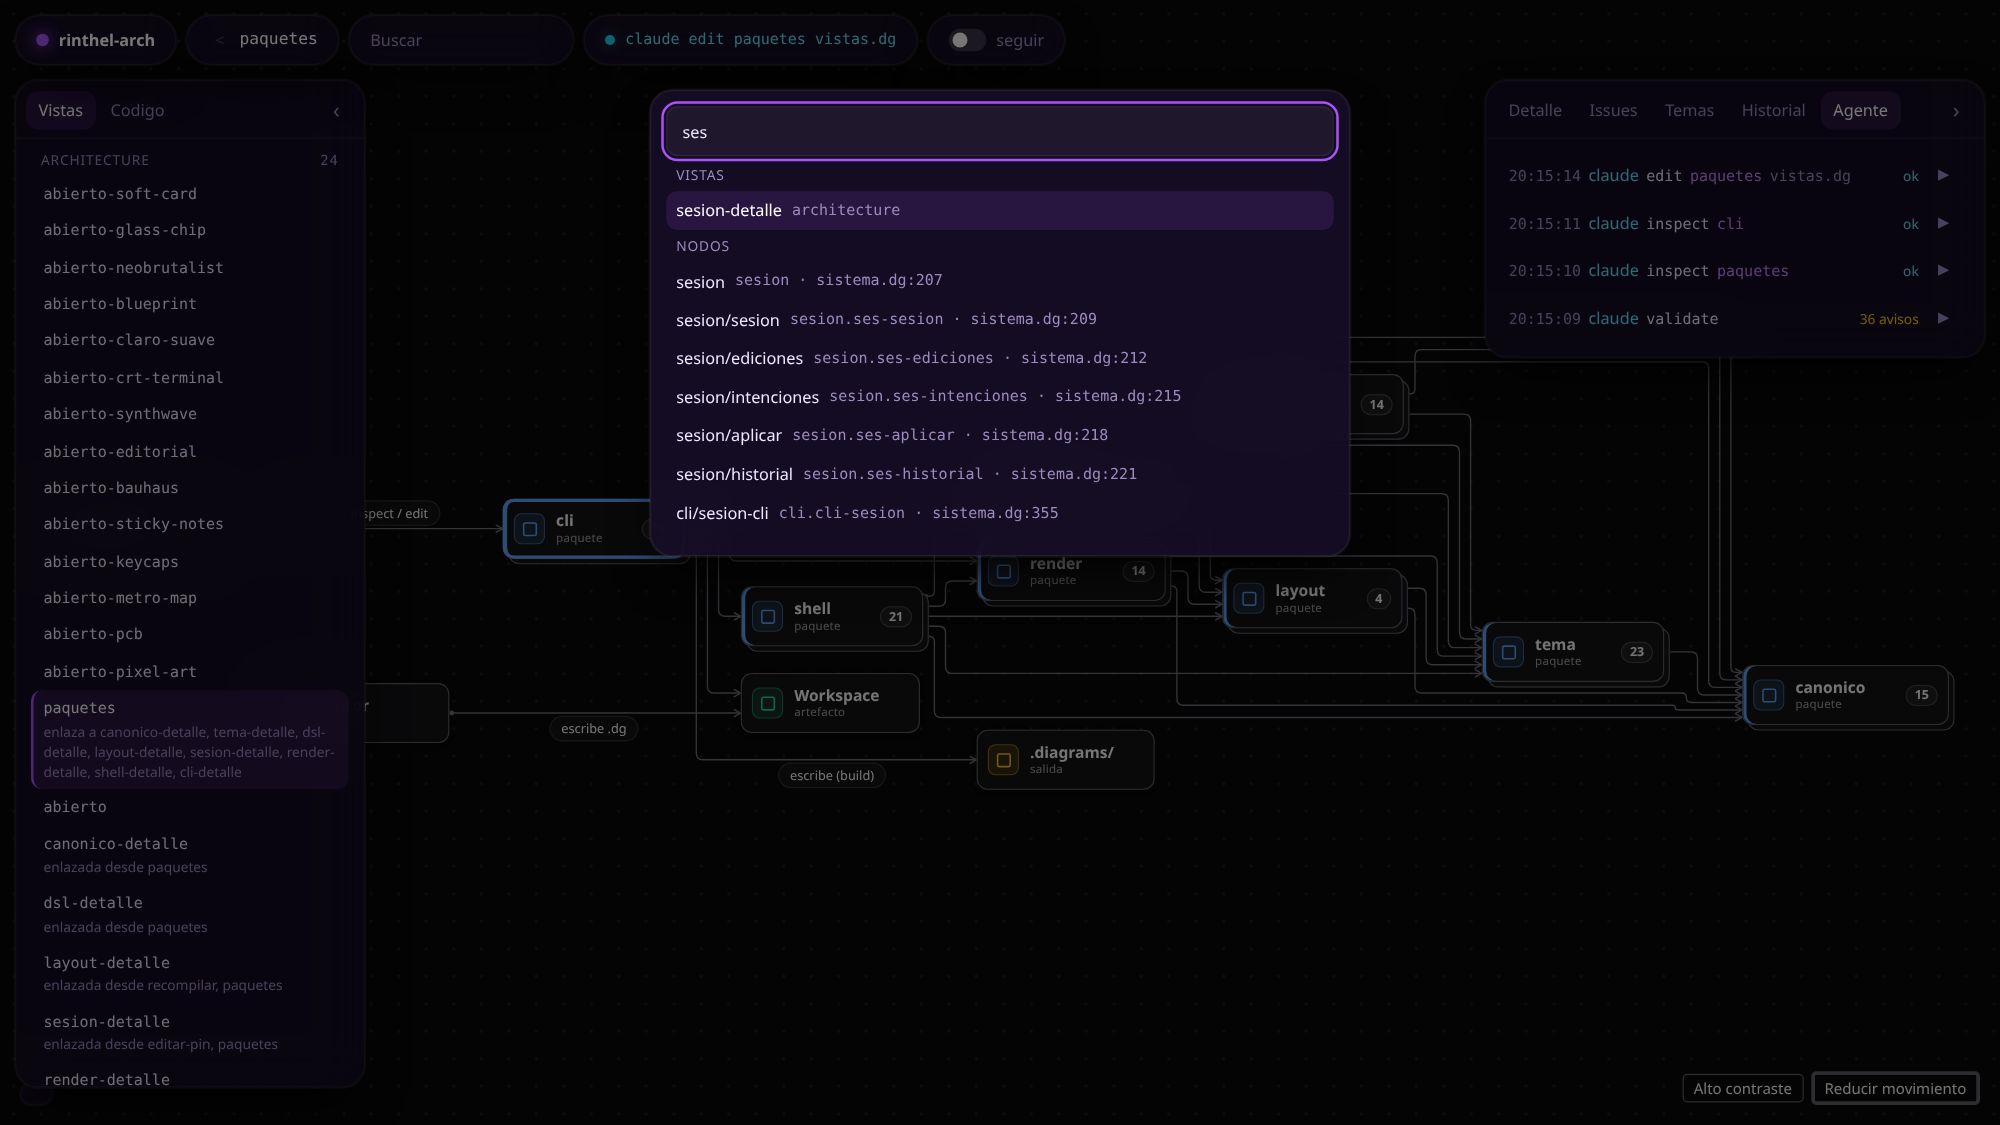 rinthel-arch
< paquetes
Buscar
claude edit paquetes vistas.dg
seguir
Vistas
Codigo
‹
ARCHITECTURE 24
abierto-soft-card
abierto-glass-chip
abierto-neobrutalist
abierto-blueprint
abierto-claro-suave
abierto-crt-terminal
abierto-synthwave
abierto-editorial
abierto-bauhaus
abierto-sticky-notes
abierto-keycaps
abierto-metro-map
abierto-pcb
abierto-pixel-art
paquetes
enlaza a canonico-detalle, tema-detalle, dsl-
detalle, layout-detalle, sesion-detalle, render-
detalle, shell-detalle, cli-detalle
abierto
canonico-detalle
enlazada desde paquetes
dsl-detalle
enlazada desde paquetes
layout-detalle
enlazada desde recompilar, paquetes
sesion-detalle
enlazada desde editar-pin, paquetes
render-detalle
ses
VISTAS
sesion-detalle architecture
NODOS
sesion sesion · sistema.dg:207
sesion/sesion sesion.ses-sesion · sistema.dg:209
sesion/ediciones sesion.ses-ediciones · sistema.dg:212
sesion/intenciones sesion.ses-intenciones · sistema.dg:215
sesion/aplicar sesion.ses-aplicar · sistema.dg:218
sesion/historial sesion.ses-historial · sistema.dg:221
cli/sesion-cli cli.cli-sesion · sistema.dg:355
Detalle
Issues
Temas
Historial
Agente
›
20:15:14 claude edit paquetes vistas.dg ok
20:15:11 claude inspect cli ok
20:15:10 claude inspect paquetes ok
20:15:09 claude validate 36 avisos
14
spect / edit
cli
paquete
render
paquete
14
shell
paquete
21
layout
paquete
4
tema
paquete
23
canonico
paquete
15
r
Workspace
artefacto
escribe .dg
.diagrams/
salida
escribe (build)
Alto contraste
Reducir movimiento